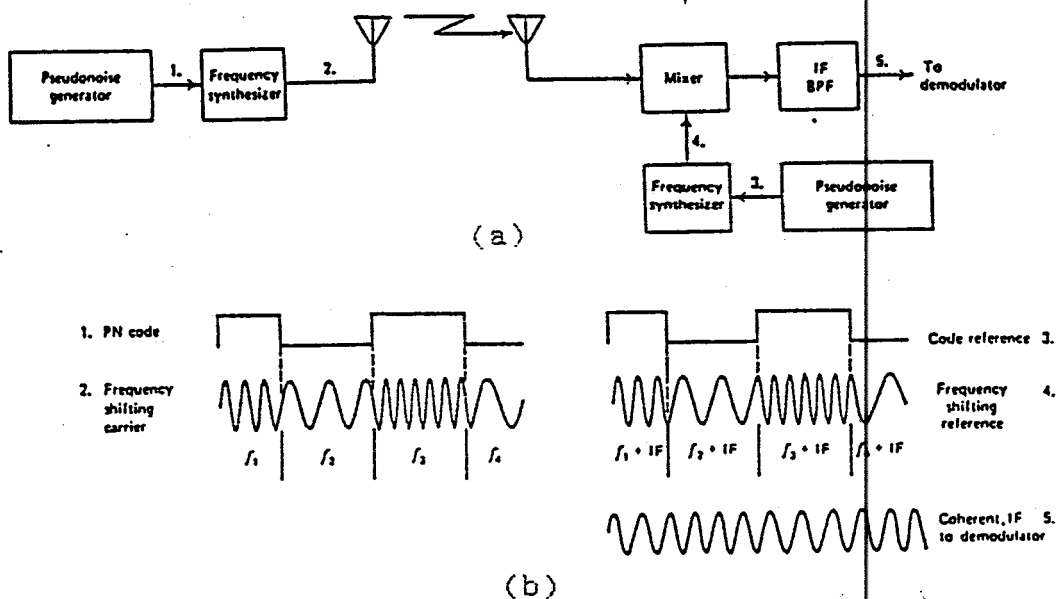 Pseudonoise
generator
1.
Frequency
synthesizer
2.
Mixer
IF
BPF
5.
To
demodulator
4.
Frequency
synthesizer
3.
Pseudonoise
generator
(a)
1. PN code
Code reference 3.
2. Frequency
shifting
carrier
Frequency 4.
shifting
reference
f1 f2 f3 f4
f1 + IF f2 + IF f3 + IF + IF
Coherent, IF 5.
to demodulator
(b)